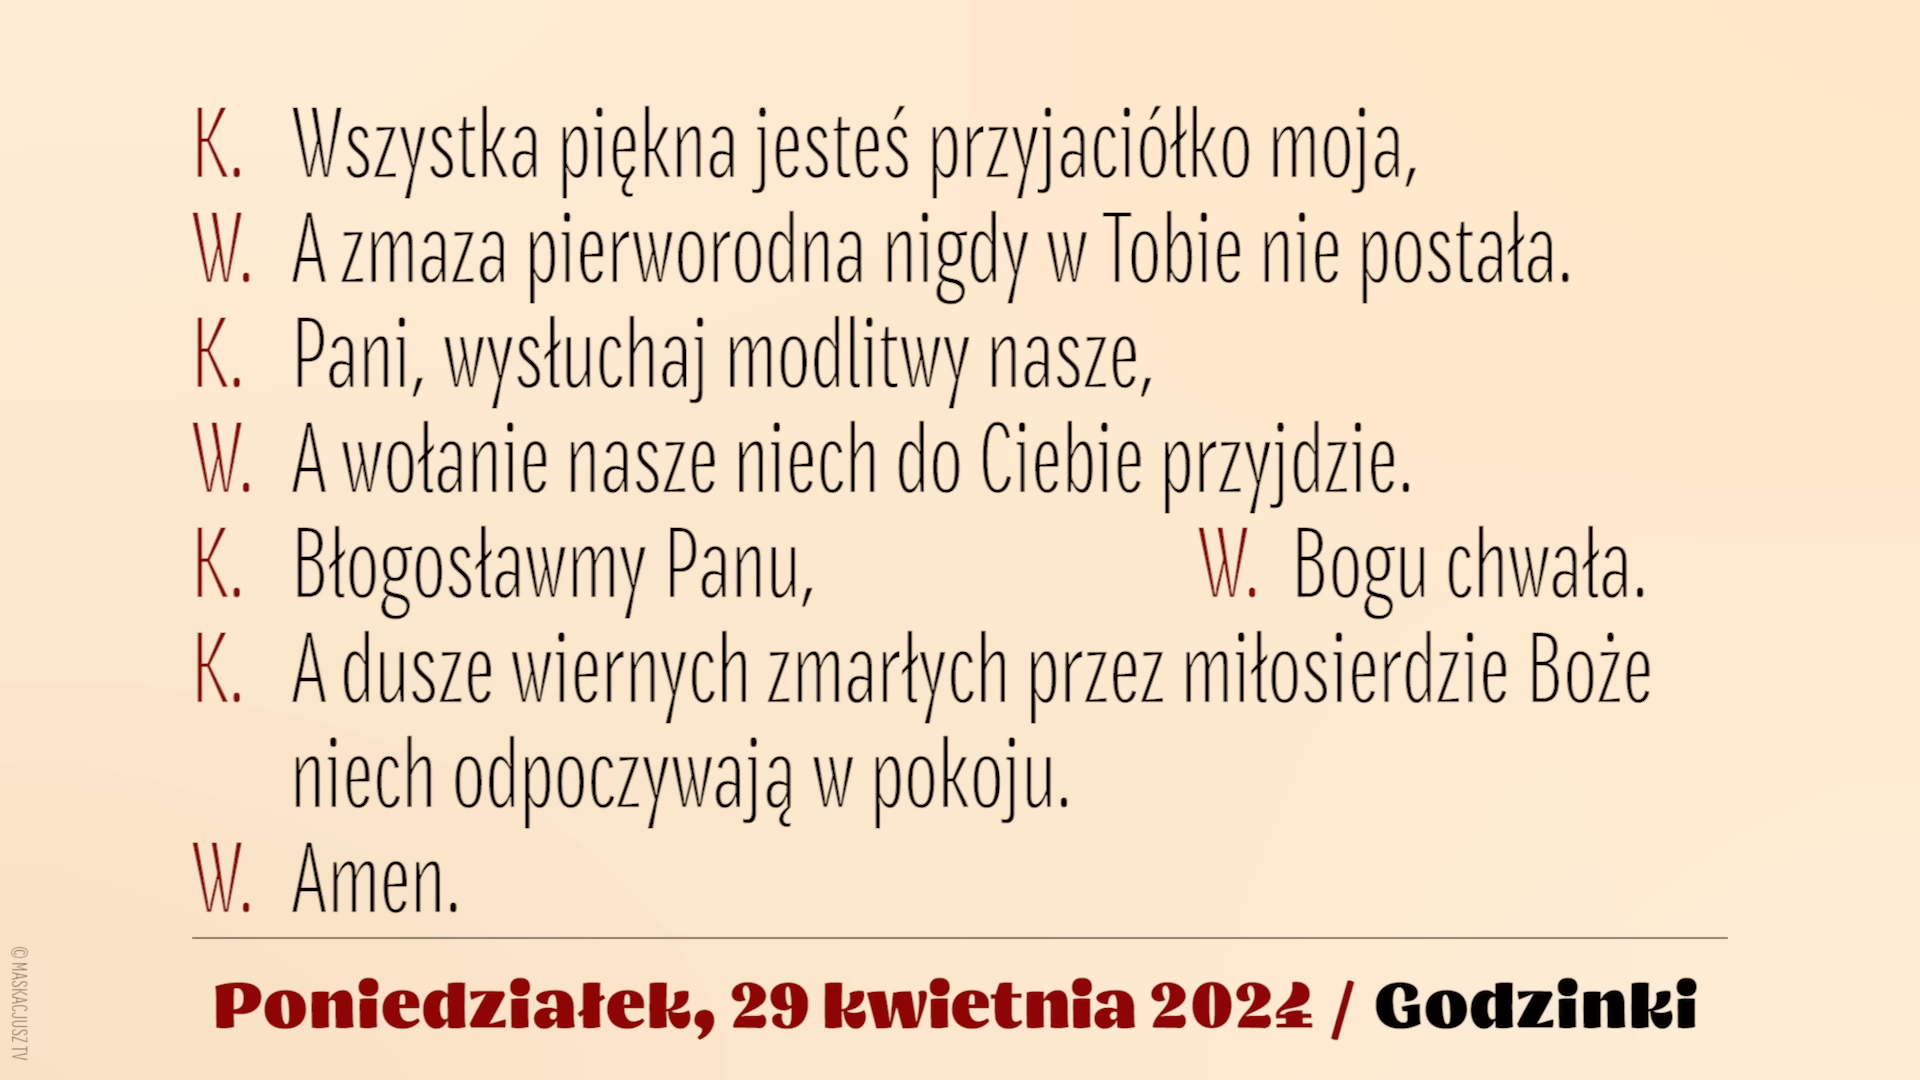 K. Wszystka piękna jesteś przyjaciółko moja,
W. A zmaza pierworodna nigdy w Tobie nie postała.
K. Pani, wysłuchaj modlitwy nasze,
W. A wołanie nasze niech do Ciebie przyjdzie.
K. Błogosławmy Panu, W. Bogu chwała.
K. A dusze wiernych zmarłych przez miłosierdzie Boże
niech odpoczywają w pokoju.
W. Amen.
Poniedziałek, 29 kwietnia 2024 / Godzinki
© MASKACJUSZ TV